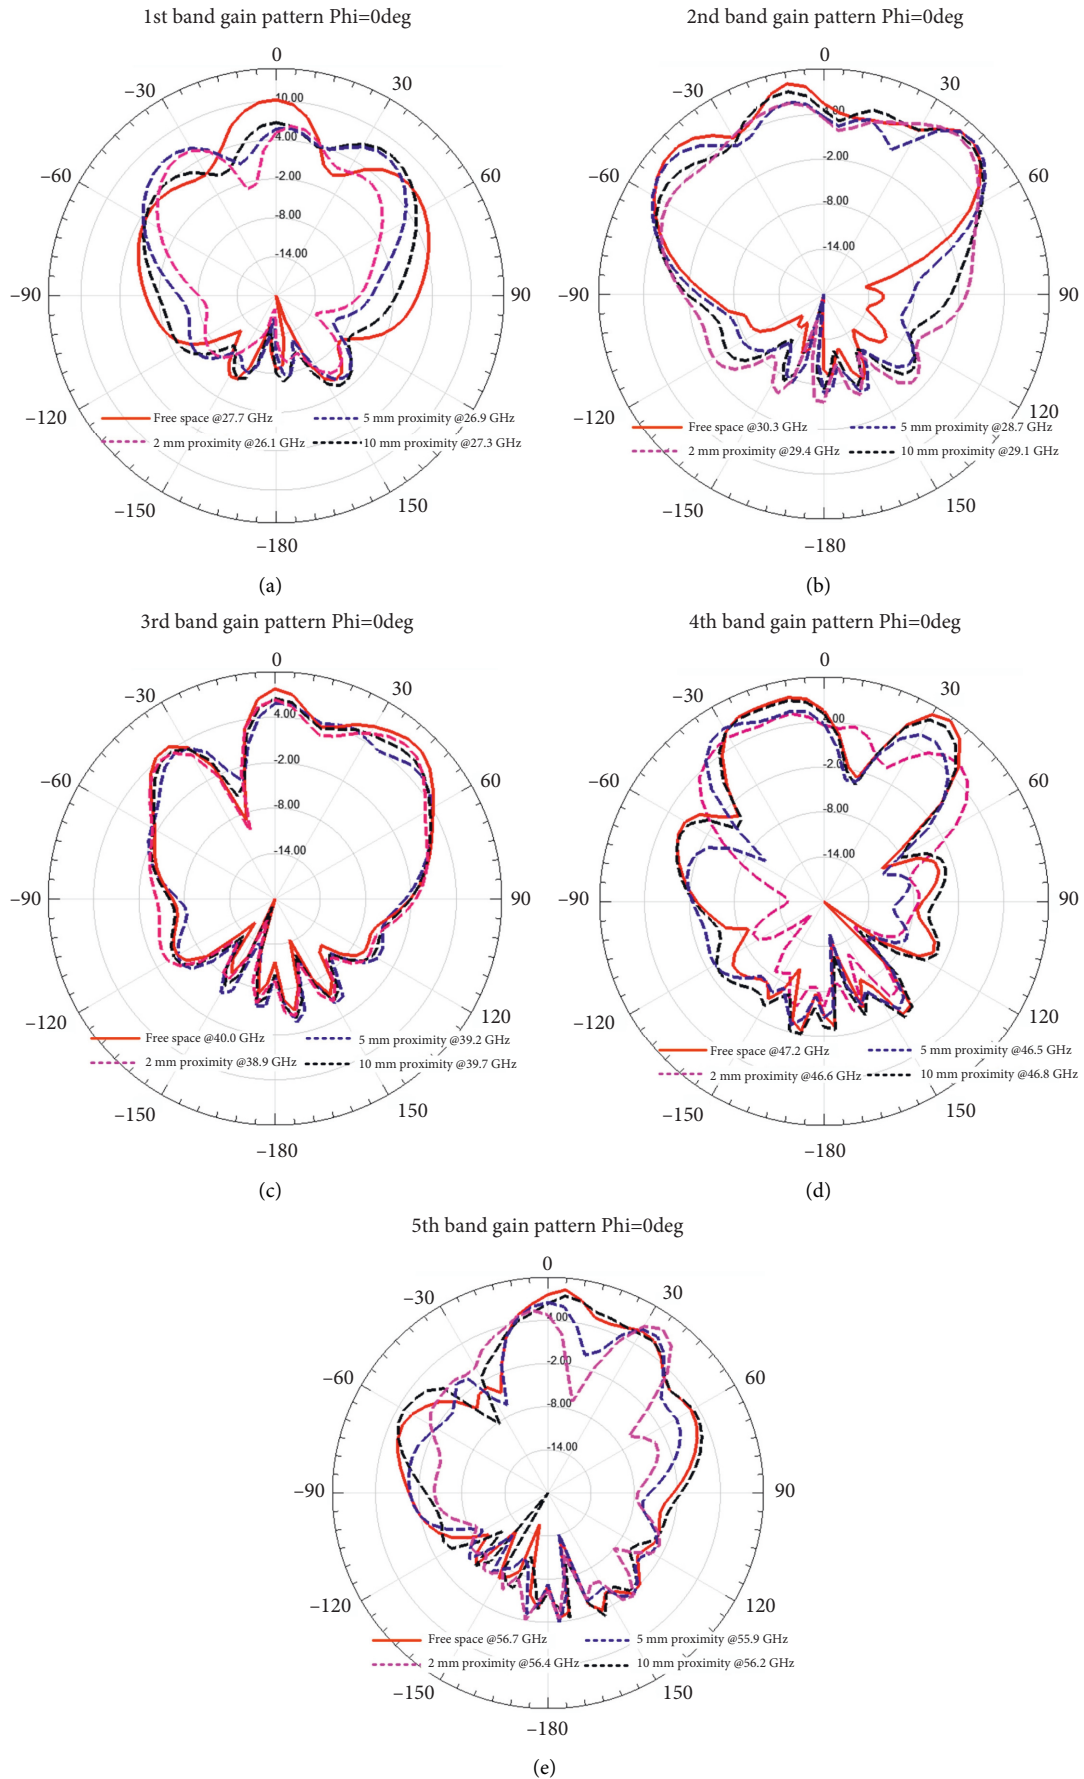 1st band gain pattern Phi=0deg
0
–30
30
–60
60
–90
90
–120
–150
150
–180
10.00
4.00
-2.00
-8.00
-14.00
Free space @27.7 GHz
5 mm proximity @26.9 GHz
2 mm proximity @26.1 GHz
10 mm proximity @27.3 GHz
(a)
2nd band gain pattern Phi=0deg
0
–30
30
–60
60
–90
90
–120
120
–150
150
–180
-2.00
-8.00
-14.00
Free space @30.3 GHz
5 mm proximity @28.7 GHz
2 mm proximity @29.4 GHz
10 mm proximity @29.1 GHz
(b)
3rd band gain pattern Phi=0deg
0
–30
30
–60
60
–90
90
–120
120
–150
150
–180
4.00
-2.00
-8.00
-14.00
Free space @40.0 GHz
5 mm proximity @39.2 GHz
2 mm proximity @38.9 GHz
10 mm proximity @39.7 GHz
(c)
4th band gain pattern Phi=0deg
0
–30
30
–60
60
–90
90
–120
120
–150
150
–180
-8.00
-14.00
Free space @47.2 GHz
5 mm proximity @46.5 GHz
2 mm proximity @46.6 GHz
10 mm proximity @46.8 GHz
(d)
5th band gain pattern Phi=0deg
0
–30
30
–60
60
–90
90
–120
120
–150
150
–180
4.00
-2.00
-8.00
-14.00
Free space @56.7 GHz
5 mm proximity @55.9 GHz
2 mm proximity @56.4 GHz
10 mm proximity @56.2 GHz
(e)